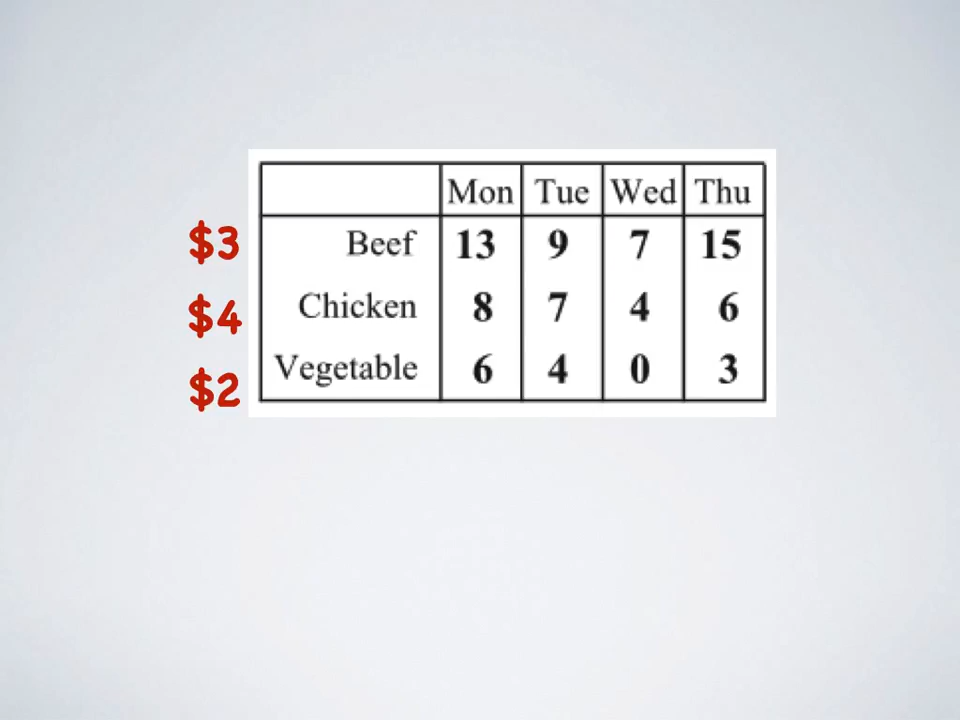 Mon Tue Wed Thu
$3 Beef 13 9 7 15
$4 Chicken 8 7 4 6
$2 Vegetable 6 4 0 3